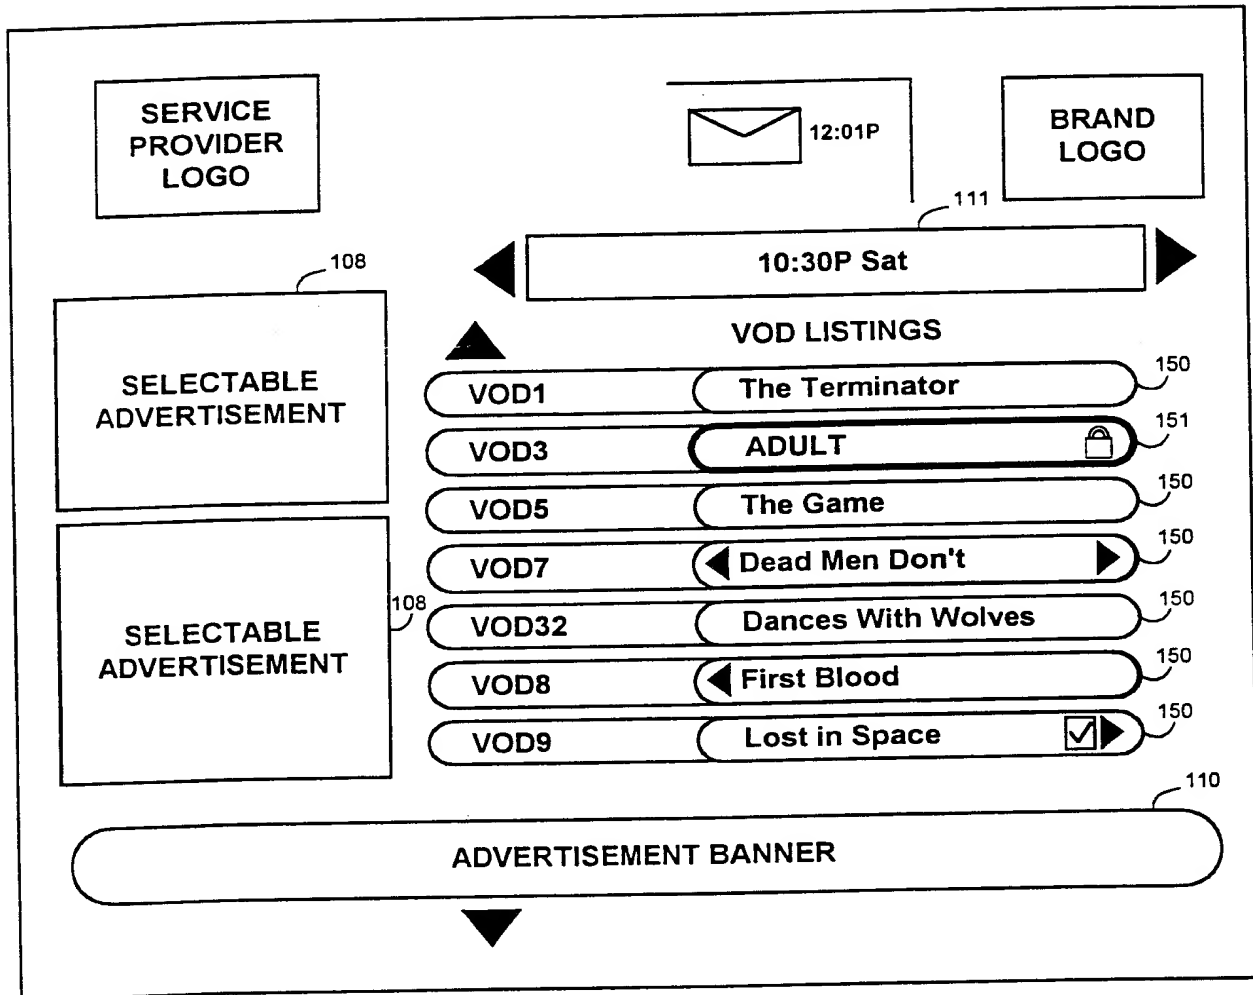 SERVICE
PROVIDER
LOGO
12:01P
BRAND
LOGO
111
10:30P Sat
108
SELECTABLE
ADVERTISEMENT
VOD LISTINGS
VOD1 The Terminator 150
VOD3 ADULT 151
VOD5 The Game 150
VOD7 Dead Men Don't 150
108
SELECTABLE
ADVERTISEMENT
VOD32 Dances With Wolves 150
VOD8 First Blood 150
VOD9 Lost in Space 150
110
ADVERTISEMENT BANNER